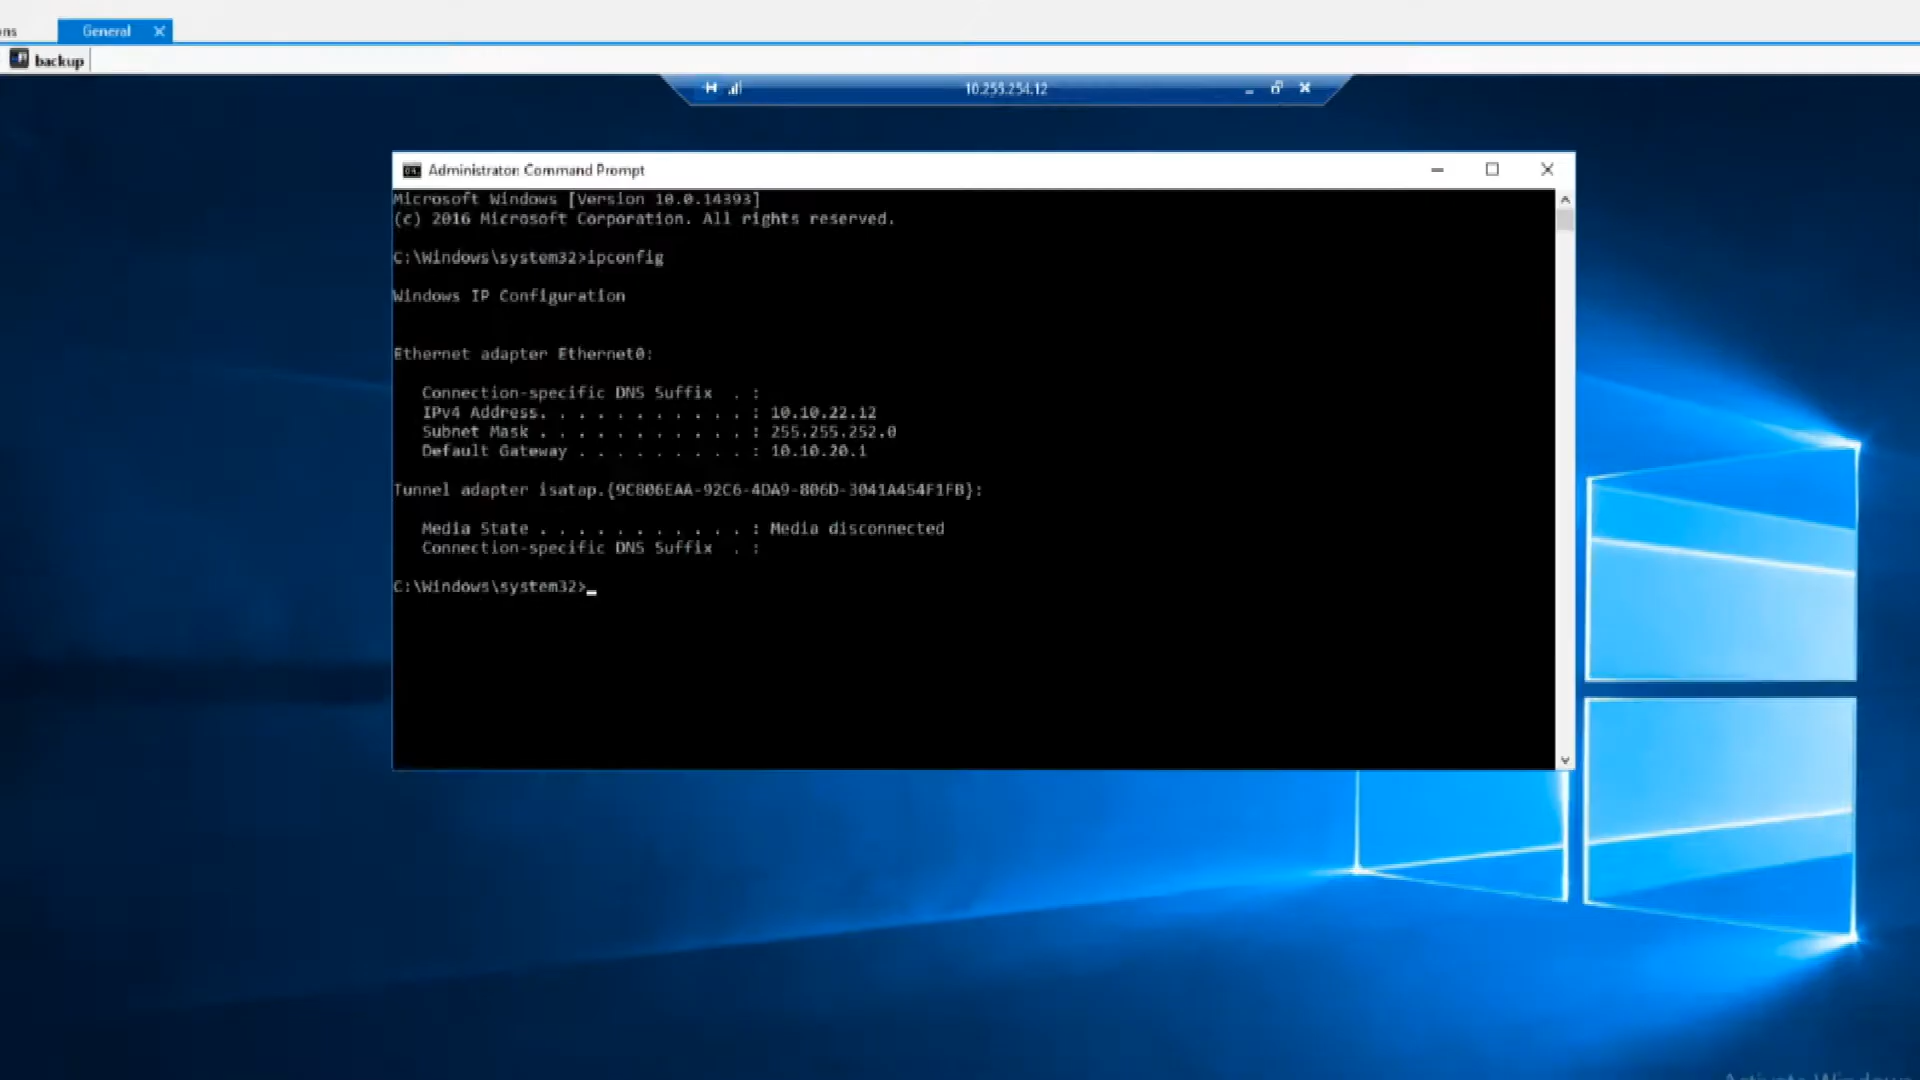 ons General
backup
10.255.254.12
Administrator: Command Prompt
Microsoft Windows [Version 10.0.14393]
(c) 2016 Microsoft Corporation. All rights reserved.
C:\Windows\system32>ipconfig
Windows IP Configuration
Ethernet adapter Ethernet0:
Connection-specific DNS Suffix . :
IPv4 Address. . . . . . . . . . . : 10.10.22.12
Subnet Mask . . . . . . . . . . . : 255.255.252.0
Default Gateway . . . . . . . . . : 10.10.20.1
Tunnel adapter isatap.{9C806EAA-92C6-4DA9-806D-3041A454F1FB}:
Media State . . . . . . . . . . . : Media disconnected
Connection-specific DNS Suffix . :
C:\Windows\system32>
Activate Windows